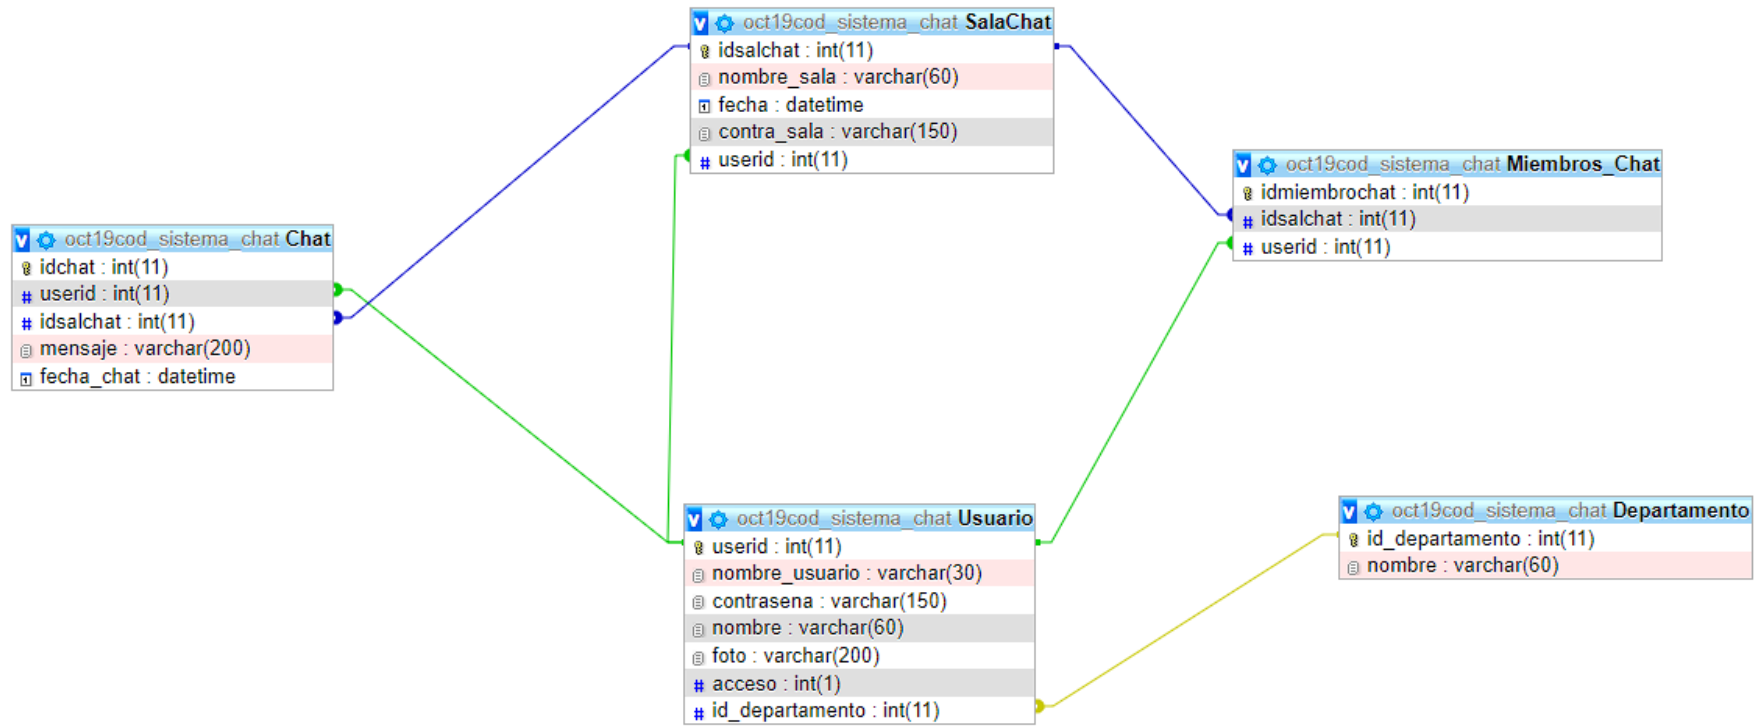 oct19cod_sistema_chat SalaChat
idsalchat : int(11)
nombre_sala : varchar(60)
fecha : datetime
contra_sala : varchar(150)
userid : int(11)
oct19cod_sistema_chat Miembros_Chat
idmiembrochat : int(11)
idsalchat : int(11)
userid : int(11)
oct19cod_sistema_chat Chat
idchat : int(11)
userid : int(11)
idsalchat : int(11)
mensaje : varchar(200)
fecha_chat : datetime
oct19cod_sistema_chat Usuario
userid : int(11)
nombre_usuario : varchar(30)
contrasena : varchar(150)
nombre : varchar(60)
foto : varchar(200)
acceso : int(1)
id_departamento : int(11)
oct19cod_sistema_chat Departamento
id_departamento : int(11)
nombre : varchar(60)